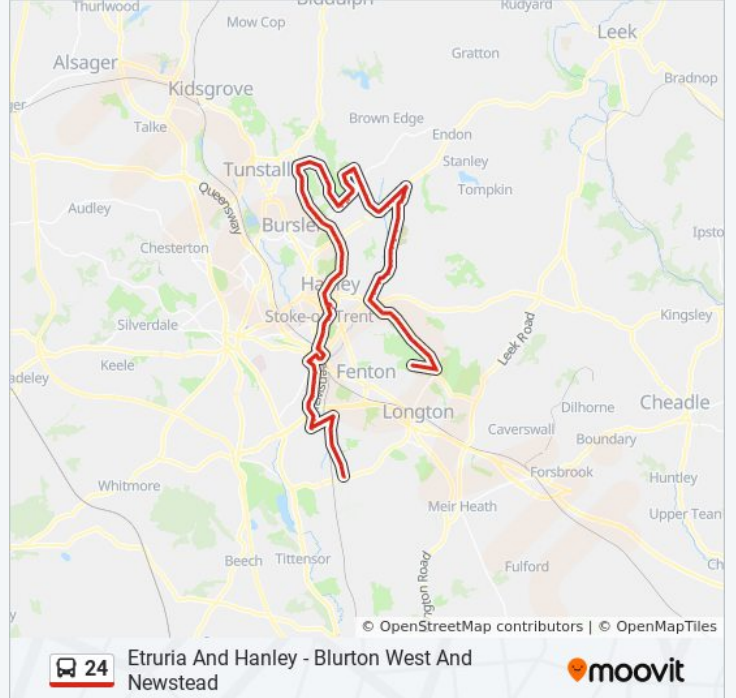 Thurlwood
Biddulph
Rudyard
Mow Cop
Leek
Alsager
Gratton
Kidsgrove
Bradnop
Talke
Brown Edge
Endon
Tunstall
Stanley
Queensway
Tompkin
Audley
Burslem
Ipsto
Chesterton
Hanley
Stoke-on-Trent
Kingsley
Silverdale
Leek Road
Keele
adeley
Fenton
Cheadle
Longton
Dilhorne
Caverswall
Boundary
Forsbrook
Whitmore
Huntley
Meir Heath
Upper Tean
Beech
Tittensor
Ch
Fulford
ngton Road
© OpenStreetMap contributors | © OpenMapTiles
24
Etruria And Hanley - Blurton West And
Newstead
moovit